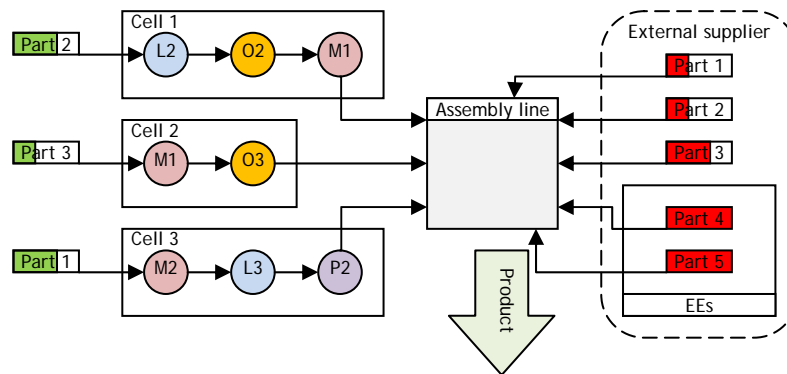 Cell 1
Part 2
L2
O2
M1
Cell 2
Part 3
M1
O3
Cell 3
Part 1
M2
L3
P2
Assembly line
Product
External supplier
Part 1
Part 2
Part 3
Part 4
Part 5
EEs